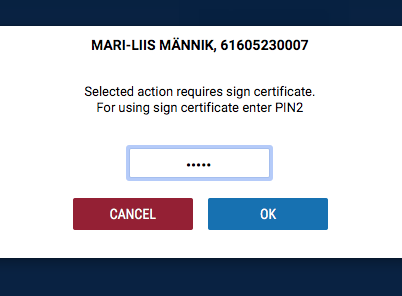 MARI-LIIS MÄNNIK, 61605230007
Selected action requires sign certificate.
For using sign certificate enter PIN2
•••••
CANCEL
OK